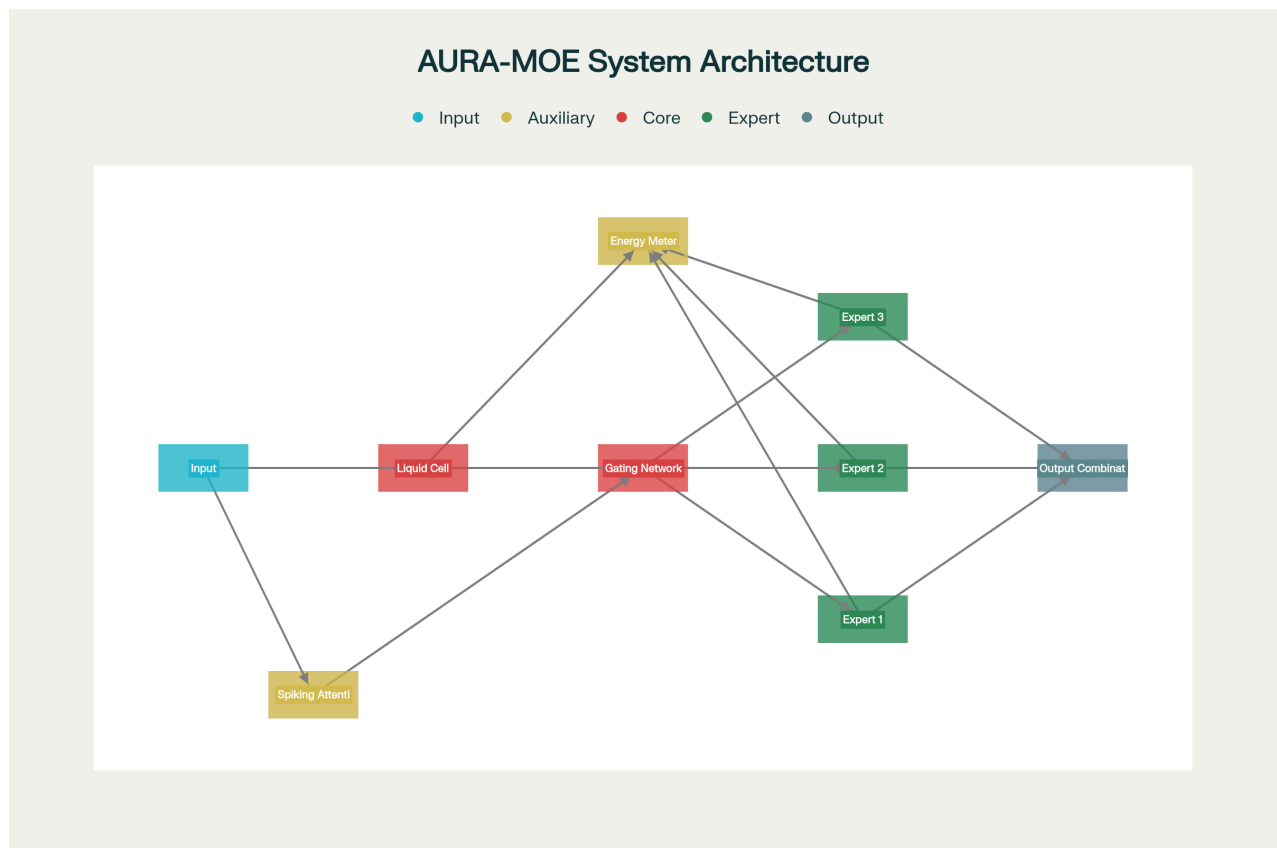 AURA-MOE System Architecture
Input Auxiliary Core Expert Output
Energy Meter
Expert 3
Input
Liquid Cell
Gating Network
Expert 2
Output Combinat
Expert 1
Spiking Attenti